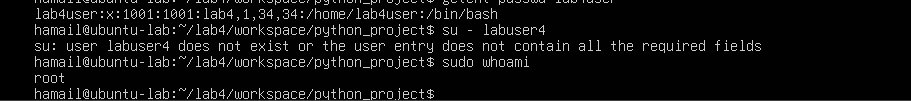 lab4user:x:1001:1001:lab4,1,34,34:/home/lab4user:/bin/bash
hamail@ubuntu-lab:~/lab4/workspace/python_project$ su - labuser4
su: user labuser4 does not exist or the user entry does not contain all the required fields
hamail@ubuntu-lab:~/lab4/workspace/python_project$ sudo whoami
root
hamail@ubuntu-lab:~/lab4/workspace/python_project$